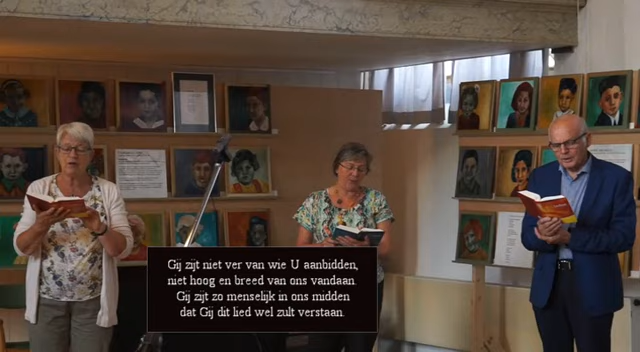 Gij zijt niet ver van wie U aanbidden,
niet hoog en breed van ons vandaan.
Gij zijt zo menselijk in ons midden
dat Gij dit lied wel zult verstaan.